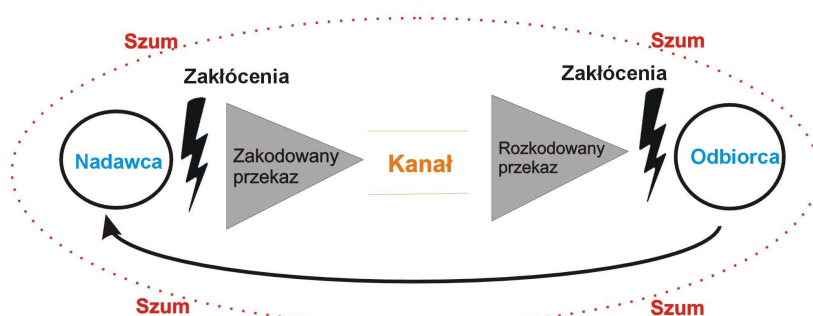 Szum
Szum
Zakłócenia
Zakłócenia
Nadawca
Zakodowany
przekaz
Kanał
Rozkodowany
przekaz
Odbiorca
Szum
Szum